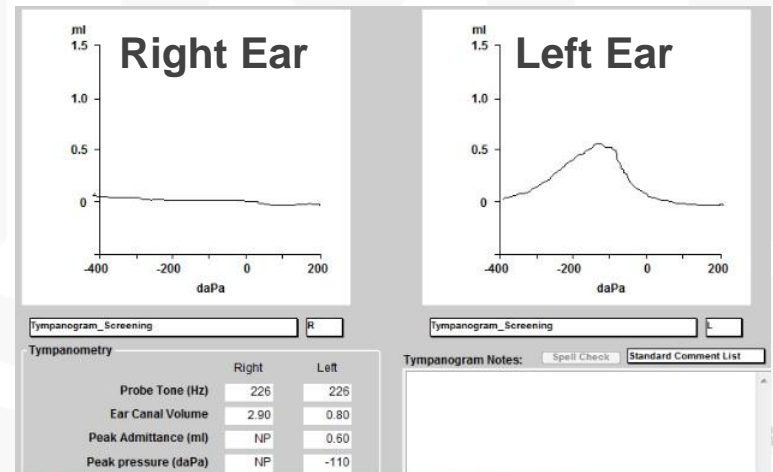 ml
1.5
Right Ear
1.0
0.5
0
-400 -200 0 200
daPa
ml
1.5
Left Ear
1.0
0.5
0
-400 -200 0 200
daPa
Tympanogram_Screening R
Tympanogram_Screening L
Tympanometry
Right Left
Probe Tone (Hz) 226 226
Ear Canal Volume 2.90 0.80
Peak Admittance (ml) NP 0.60
Peak pressure (daPa) NP -110
Tympanogram Notes: Spell Check Standard Comment List